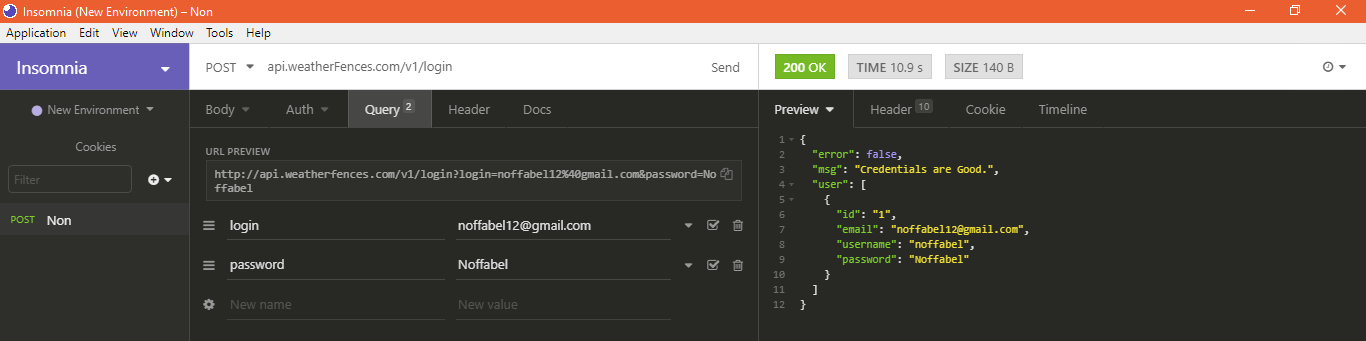 Insomnia (New Environment) – Non
Application Edit View Window Tools Help
Insomnia
New Environment
Cookies
Filter
POST Non
POST api.weatherFences.com/v1/login Send
Body Auth Query 2 Header Docs
URL PREVIEW
http://api.weatherfences.com/v1/login?login=noffabel12%40gmail.com&password=No
ffabel
login noffabel12@gmail.com
password Noffabel
New name New value
200 OK TIME 10.9 s SIZE 140 B
Preview Header 10 Cookie Timeline
1 {
2 "error": false,
3 "msg": "Credentials are Good.",
4 "user": [
5 {
6 "id": "1",
7 "email": "noffabel12@gmail.com",
8 "username": "noffabel",
9 "password": "Noffabel"
10 }
11 ]
12 }